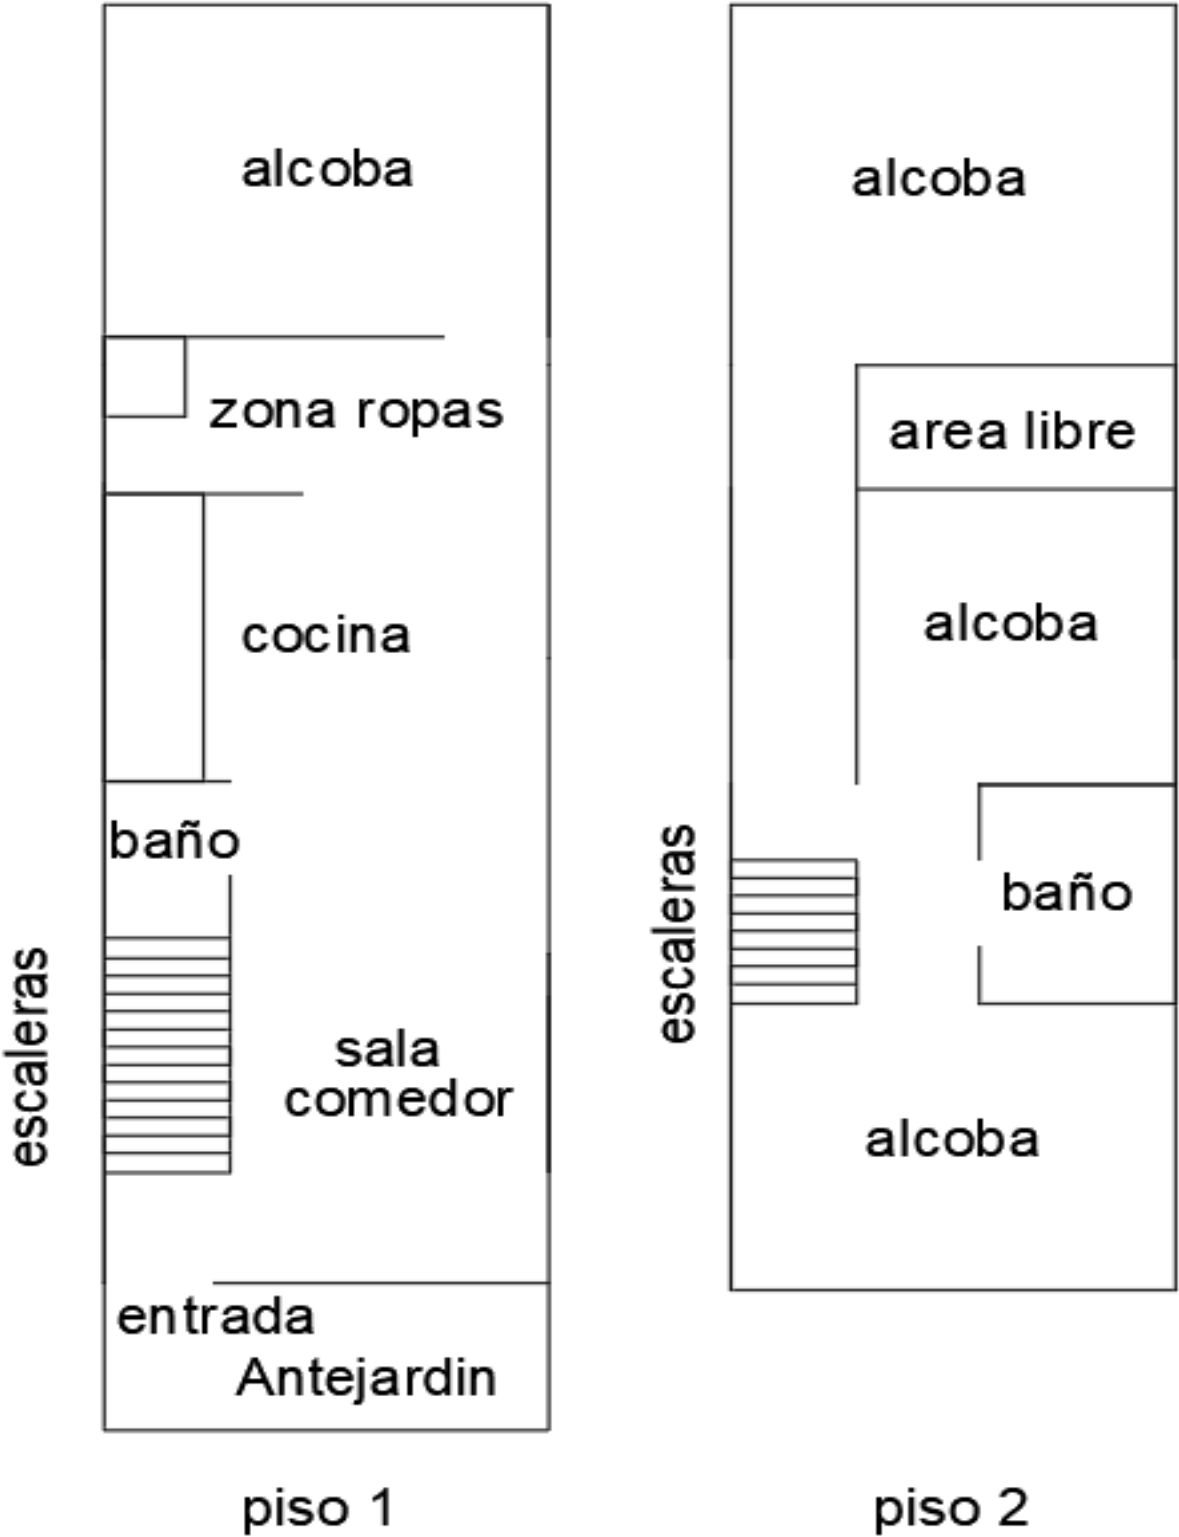 alcoba
zona ropas
cocina
baño
escaleras
sala
comedor
entrada
Antejardin
piso 1
alcoba
area libre
alcoba
escaleras
baño
alcoba
piso 2